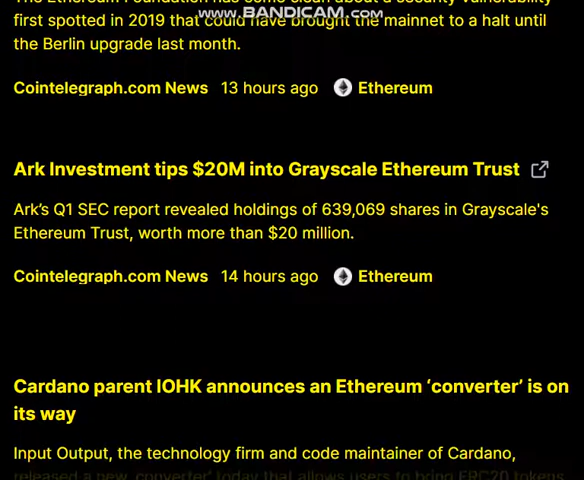 The Ethereum Foundation has come clean about a security vulnerability
www.BANDICAM.com
first spotted in 2019 that could have brought the mainnet to a halt until
the Berlin upgrade last month.
Cointelegraph.com News 13 hours ago Ethereum
Ark Investment tips $20M into Grayscale Ethereum Trust
Ark’s Q1 SEC report revealed holdings of 639,069 shares in Grayscale's
Ethereum Trust, worth more than $20 million.
Cointelegraph.com News 14 hours ago Ethereum
Cardano parent IOHK announces an Ethereum ‘converter’ is on
its way
Input Output, the technology firm and code maintainer of Cardano,
released a new ‘converter’ today that allows users to bring ERC20 tokens